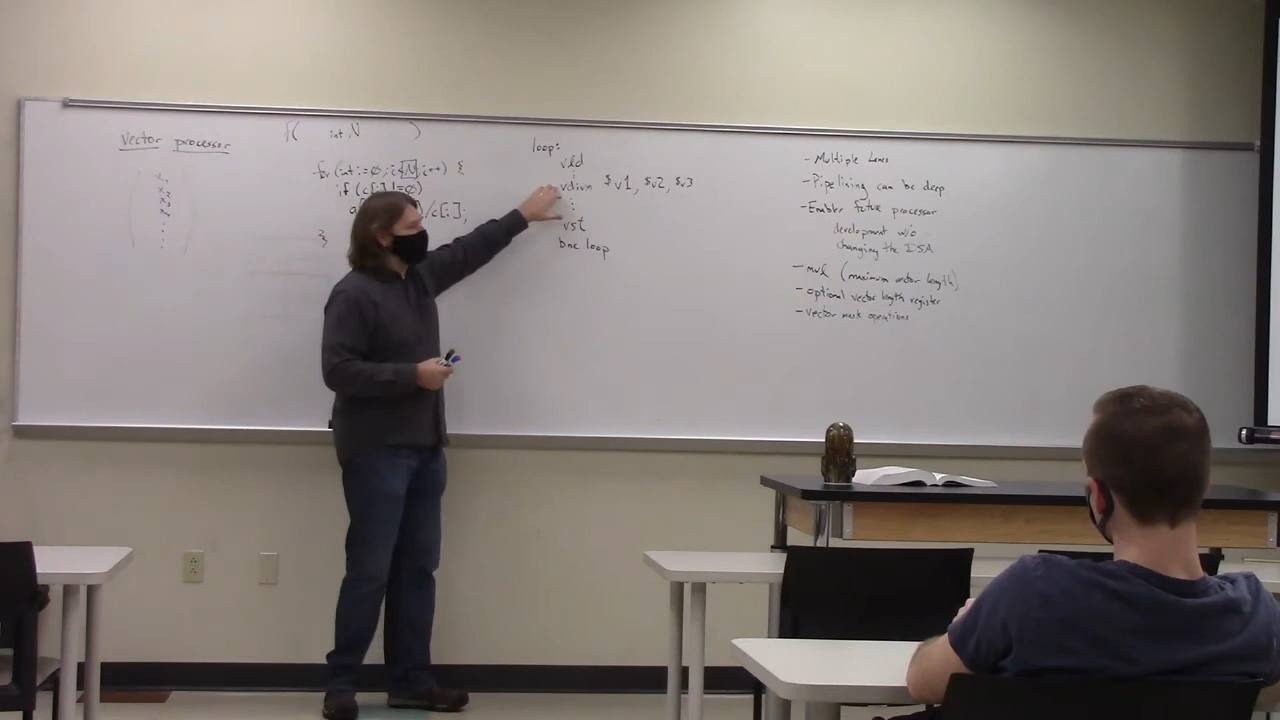 Vector processor
f( int N )
for (int i=0; i<N; i++) {
if (c[i] != 0)
a /c[i];
}
loop:
vld
:
vdivm $v1, $v2, $v3
:
vst
bne loop
- Multiple Lanes
- Pipelining can be deep
- Enables future processor
development w/o
changing the ISA
- mvl (maximum vector length)
- optional vector length register
- vector mask operations